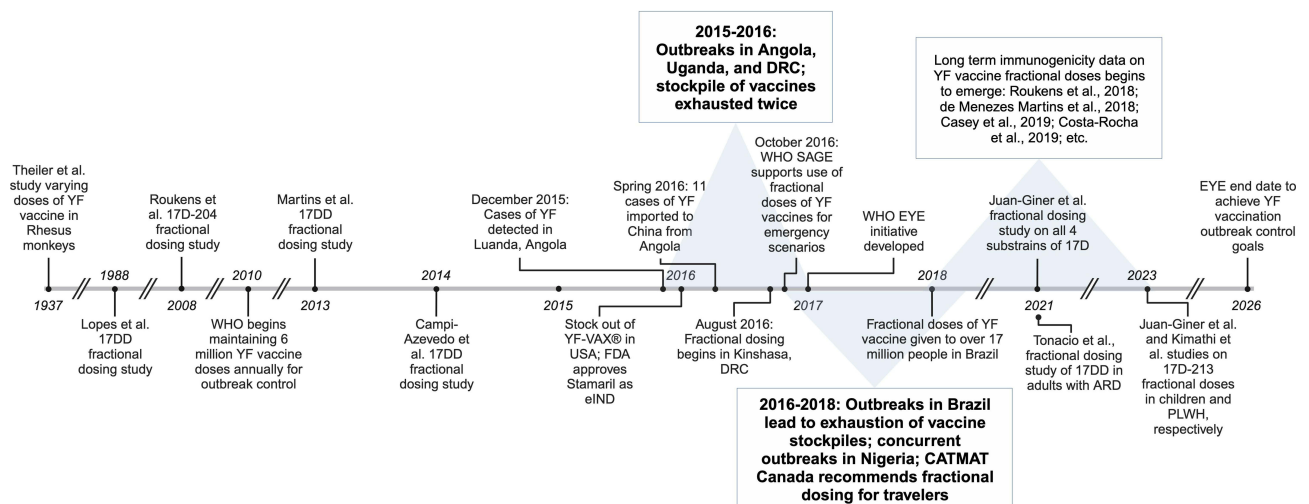 2015-2016:
Outbreaks in Angola,
Uganda, and DRC;
stockpile of vaccines
exhausted twice
Long term immunogenicity data on
YF vaccine fractional doses begins
to emerge: Roukens et al., 2018;
de Menezes Martins et al., 2018;
Casey et al., 2019; Costa-Rocha
et al., 2019; etc.
Theiler et al.
study varying
doses of YF
vaccine in
Rhesus
monkeys
Roukens et
al. 17D-204
fractional
dosing study
Martins et al.
17DD
fractional
dosing study
December 2015:
Cases of YF
detected in
Luanda, Angola
Spring 2016: 11
cases of YF
imported to
China from
Angola
October 2016:
WHO SAGE
supports use of
fractional
doses of YF
vaccines for
emergency
scenarios
WHO EYE
initiative
developed
Juan-Giner et al.
fractional dosing
study on all 4
substrains of 17D
EYE end date to
achieve YF
vaccination
outbreak control
goals
1937
1988
2008
2010
2013
2014
2015
2016
2017
2018
2021
2023
2026
Lopes et al.
17DD
fractional
dosing study
WHO begins
maintaining 6
million YF vaccine
doses annually for
outbreak control
Campi-
Azevedo et
al. 17DD
fractional
dosing study
Stock out of
YF-VAX® in
USA; FDA
approves
Stamaril as
eIND
August 2016:
Fractional dosing
begins in Kinshasa,
DRC
Fractional doses of YF
vaccine given to over 17
million people in Brazil
Tonacio et al.,
fractional dosing
study of 17DD in
adults with ARD
Juan-Giner et al.
and Kimathi et
al. studies on
17D-213
fractional doses
in children and
PLWH,
respectively
2016-2018: Outbreaks in Brazil
lead to exhaustion of vaccine
stockpiles; concurrent
outbreaks in Nigeria; CATMAT
Canada recommends fractional
dosing for travelers